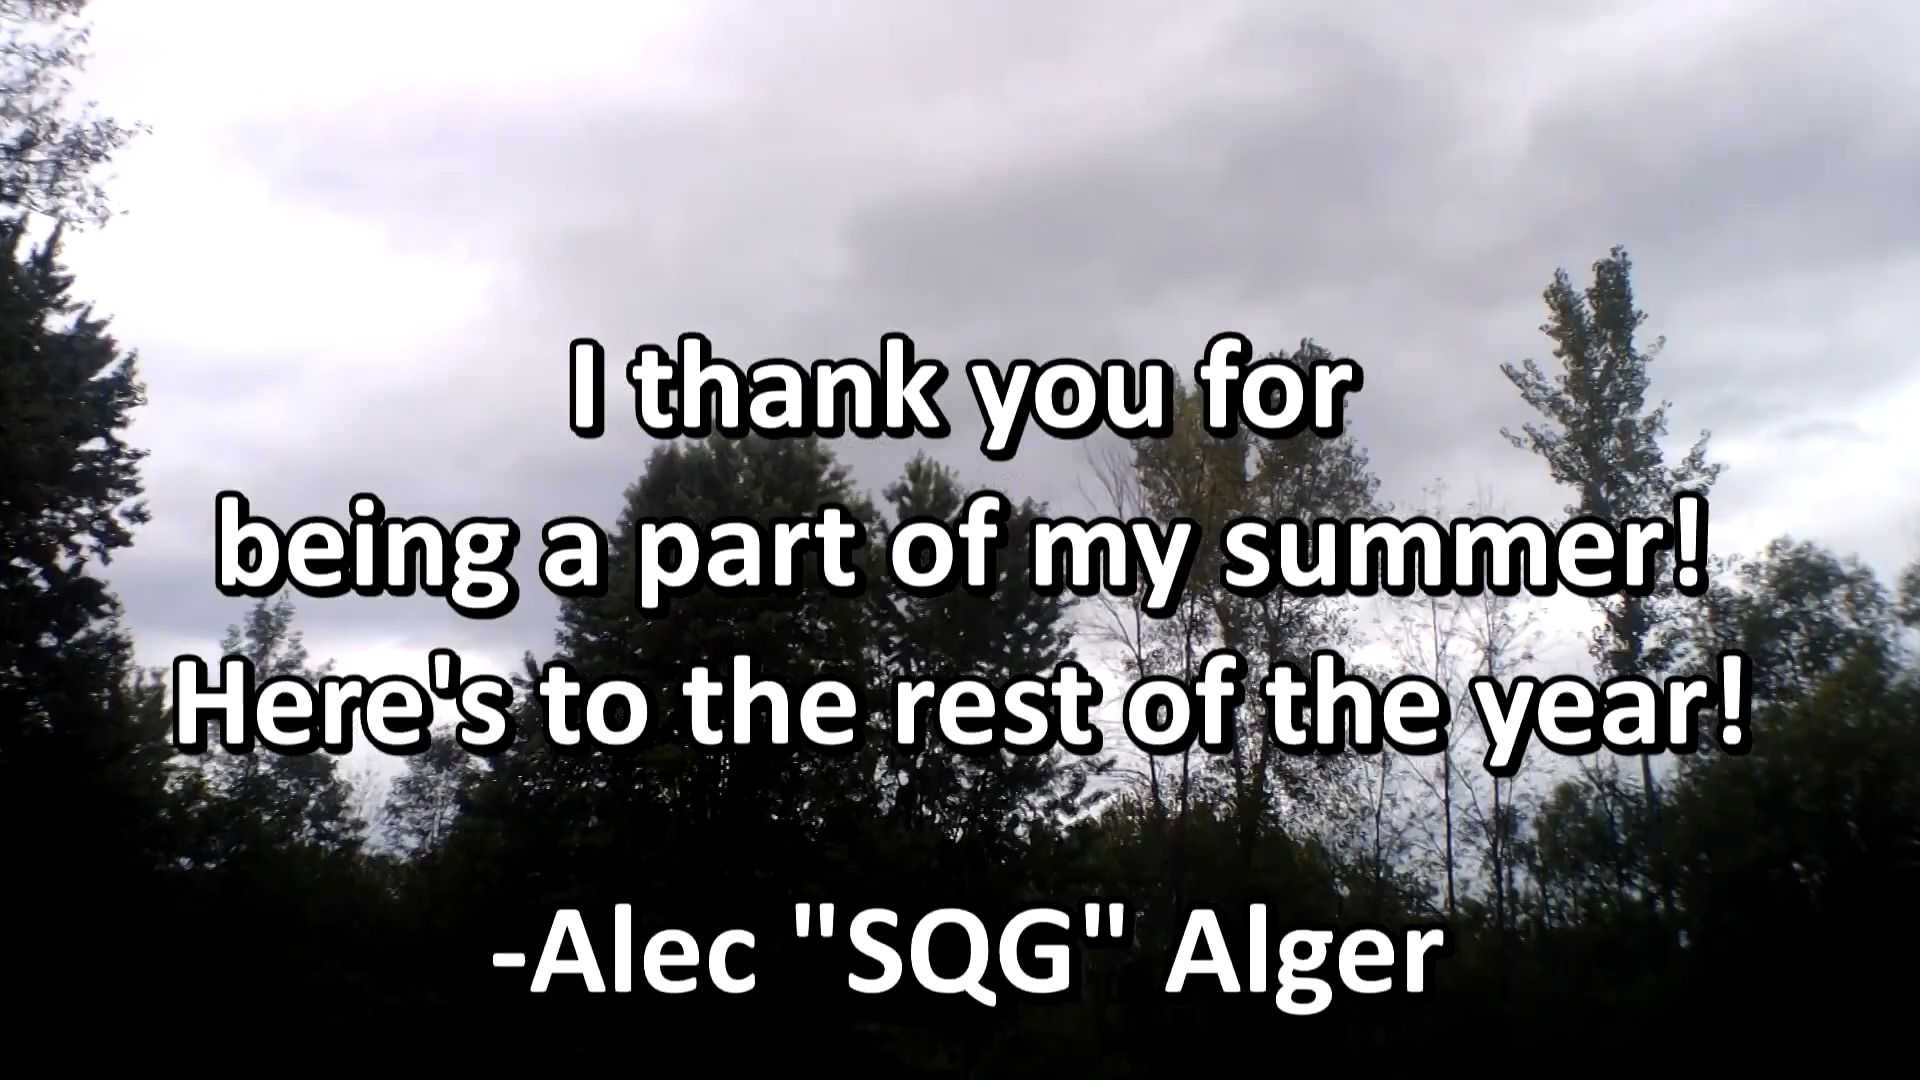 I thank you for
being a part of my summer!
Here's to the rest of the year!
-Alec "SQG" Alger